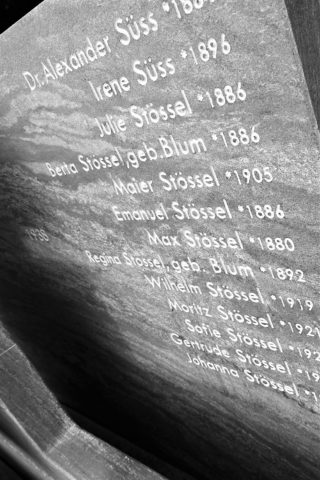 Dr. Alexander Süss
Irene Süss *1896
Julie Stössel *1886
Berta Stössel, geb. Blum *1886
Maier Stössel *1905
Emanuel Stössel *1886
Max Stössel *1880
Regina Stössel, geb. Blum *1892
Wilhelm Stössel *1919
Moritz Stössel
Sofie Stössel
Gertrude Stössel
Johanna Stössel